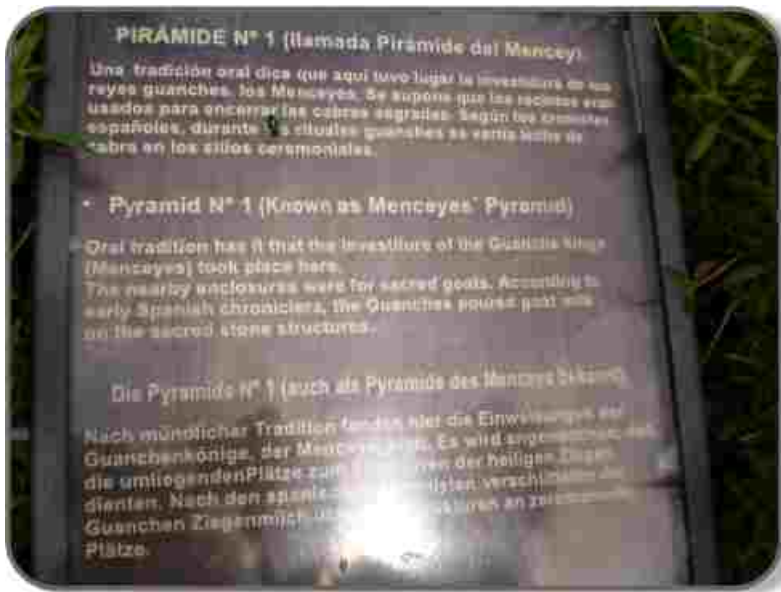 PIRÁMIDE N° 1 (llamada Pirámide del Mencey).
Una tradición oral dice que aquí tuvo lugar la investidura de los
reyes guanches, los Menceyes. Se supone que los recintos eran
usados para encerrar las cabras sagradas. Según los cronistas
españoles, durante los rituales guanches se vertía leche de
cabra en los sitios ceremoniales.
• Pyramid N° 1 (Known as Menceyes´ Pyramid)
Oral tradition has it that the investiture of the Guanche kings
(Menceyes) took place here.
The nearby enclosures were for sacred goats. According to
early Spanish chroniclers, the Guanches poured goat milk
on the sacred stone structures.
Die Pyramide N° 1 (auch als Pyramide des Menceys bekannt).
Nach mündlicher Tradition fanden hier die Einweihungen der
Guanchenkönige, der Menceye, statt. Es wird angenommen, das
die umliegendenPlätze zum der heiligen Ziegen
dienten. Nach den verschütteten die
Guanchen Ziegenmilch an
Plätze.